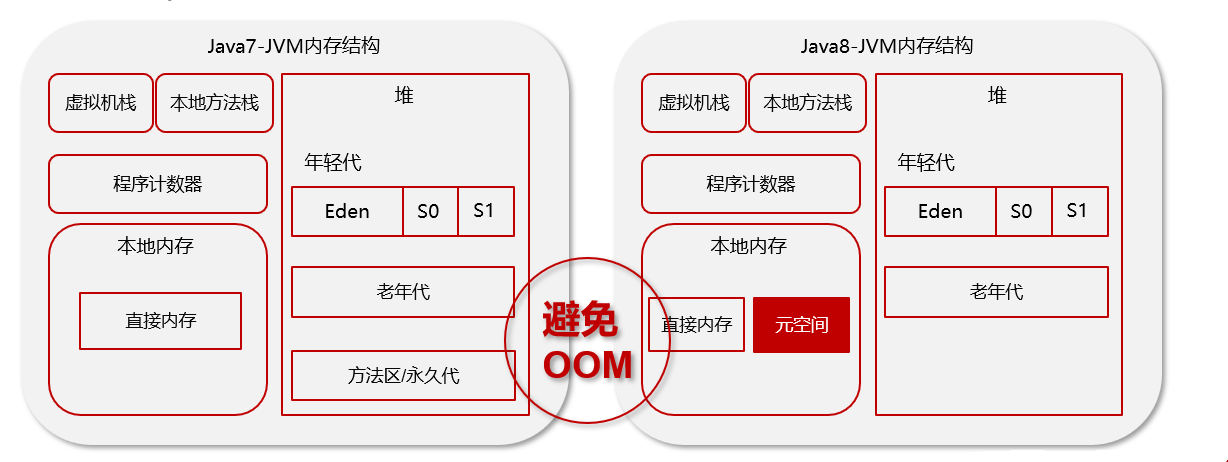 Java7-JVM内存结构
虚拟机栈
本地方法栈
堆
程序计数器
年轻代
Eden
S0
S1
本地内存
直接内存
老年代
方法区/永久代
避免
OOM
Java8-JVM内存结构
虚拟机栈
本地方法栈
堆
程序计数器
年轻代
Eden
S0
S1
本地内存
直接内存
元空间
老年代